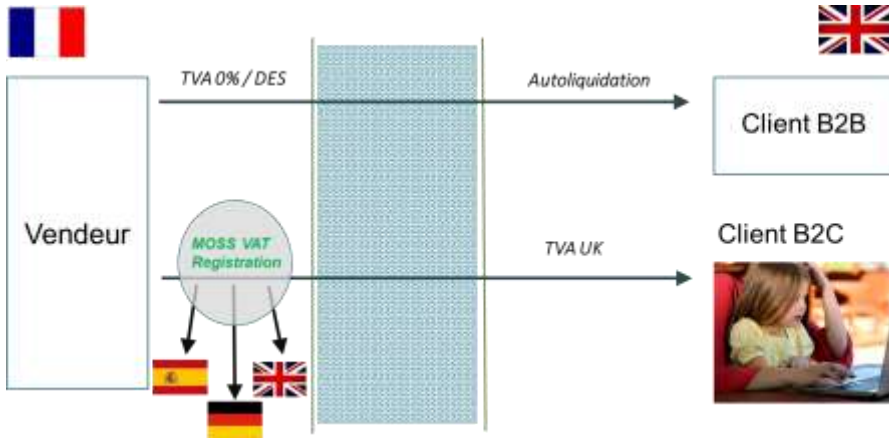 TVA 0% / DES
Autoliquidation
Client B2B
Vendeur
MOSS VAT
Registration
TVA UK
Client B2C